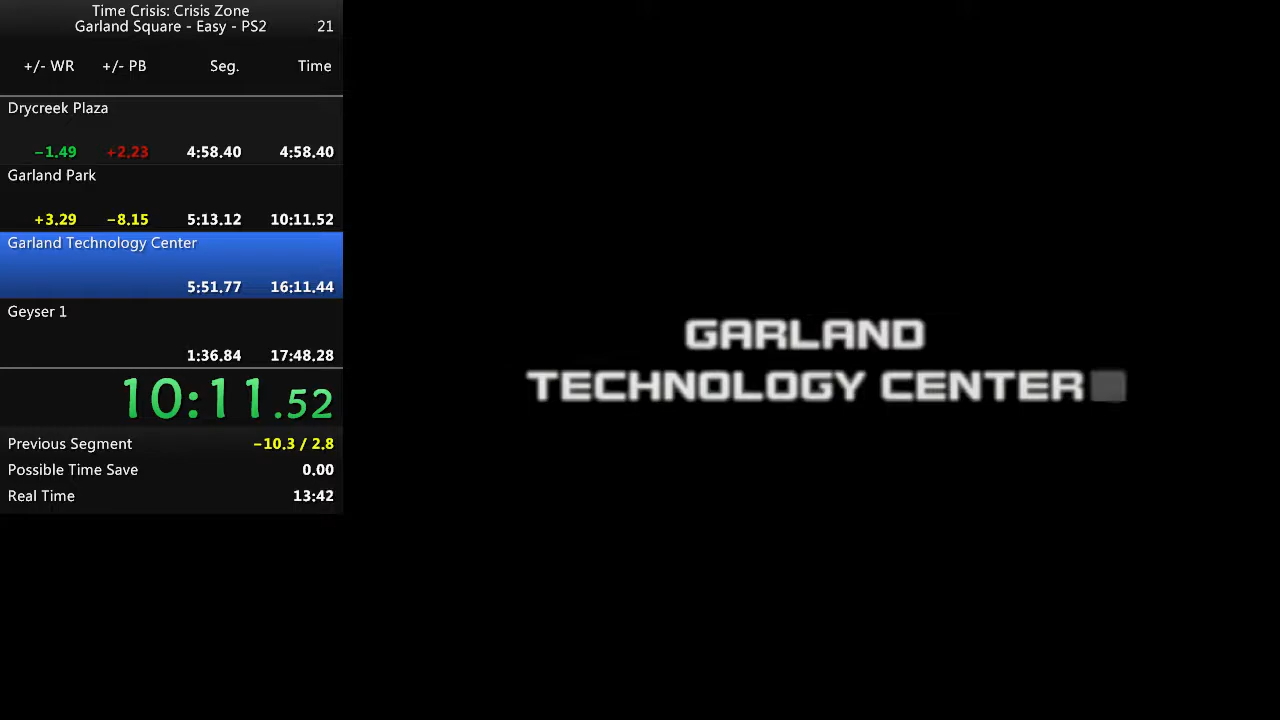 Time Crisis: Crisis Zone
Garland Square - Easy - PS2 21
+/- WR +/- PB Seg. Time
Drycreek Plaza
−1.49 +2.23 4:58.40 4:58.40
Garland Park
+3.29 −8.15 5:13.12 10:11.52
Garland Technology Center
5:51.77 16:11.44
Geyser 1
1:36.84 17:48.28
10:11.52
Previous Segment −10.3 / 2.8
Possible Time Save 0.00
Real Time 13:42
GARLAND
TECHNOLOGY CENTER